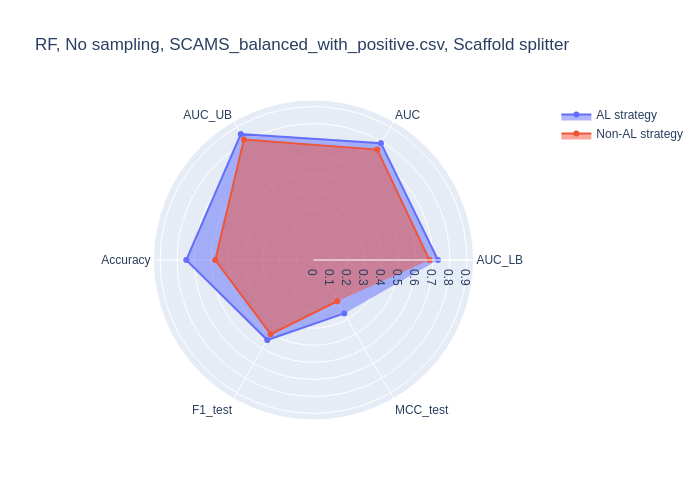 RF, No sampling, SCAMS_balanced_with_positive.csv, Scaffold splitter
AL strategy
Non-AL strategy
AUC_UB
AUC
Accuracy
AUC_LB
0
0.1
0.2
0.3
0.4
0.5
0.6
0.7
0.8
0.9
F1_test
MCC_test